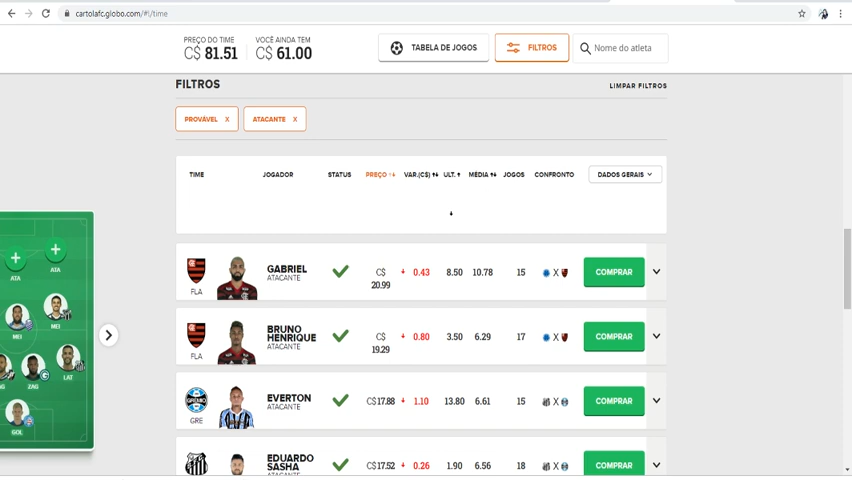 cartolafc.globo.com/#!/time
PREÇO DO TIME
C$ 81.51
VOCÊ AINDA TEM
C$ 61.00
TABELA DE JOGOS
FILTROS
Nome do atleta
FILTROS
LIMPAR FILTROS
PROVÁVEL X
ATACANTE X
TIME JOGADOR STATUS PREÇO VAR.(C$) ULT. MÉDIA JOGOS CONFRONTO DADOS GERAIS
FLA
GABRIEL
ATACANTE
C$
20.99
0.43 8.50 10.78 15 X COMPRAR
FLA
BRUNO
HENRIQUE
ATACANTE
C$
19.29
0.80 3.50 6.29 17 X COMPRAR
GRE
EVERTON
ATACANTE
C$ 17.88 1.10 13.80 6.61 15 X COMPRAR
EDUARDO
SASHA
ATACANTE
C$ 17.52 0.26 1.90 6.56 18 X COMPRAR
ATA
ATA
MEI
MEI
ZAG
LAT
GOL